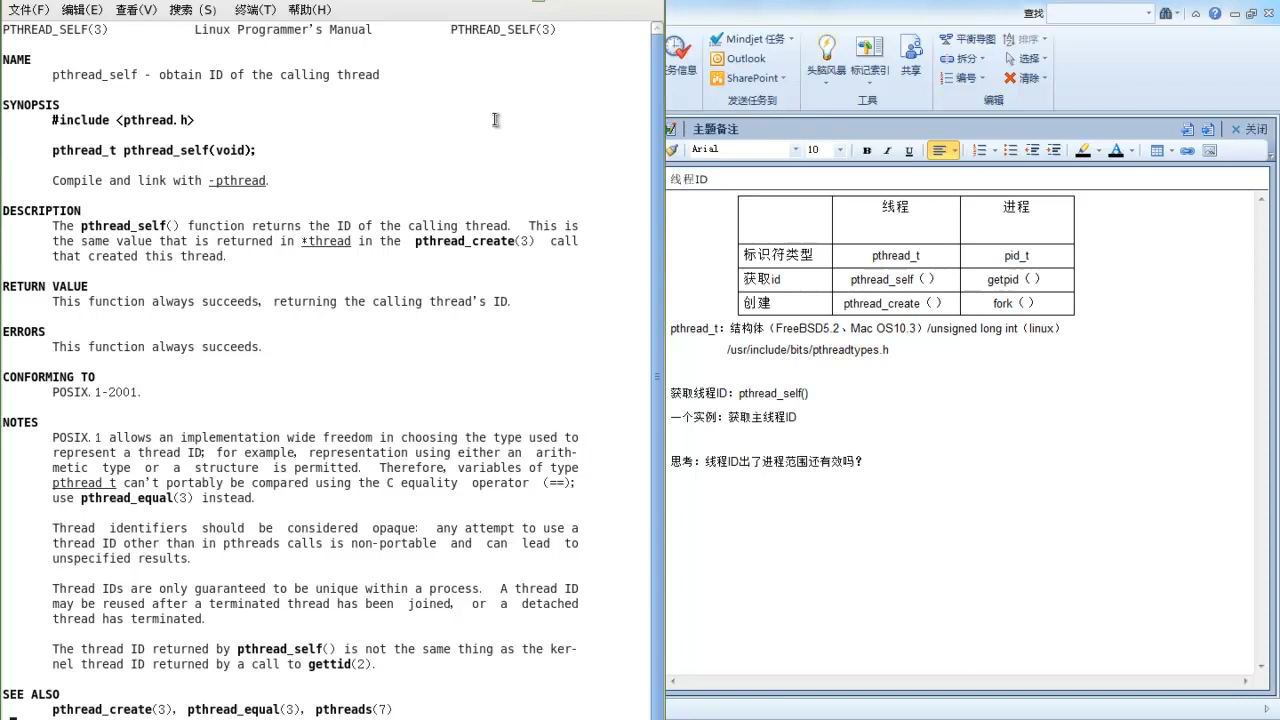 文件(F) 编辑(E) 查看(V) 搜索 (S) 终端(T) 帮助(H)
PTHREAD_SELF(3) Linux Programmer's Manual PTHREAD_SELF(3)
NAME
pthread_self - obtain ID of the calling thread
SYNOPSIS
#include <pthread.h>
pthread_t pthread_self(void);
Compile and link with -pthread.
DESCRIPTION
The pthread_self() function returns the ID of the calling thread. This is
the same value that is returned in *thread in the pthread_create(3) call
that created this thread.
RETURN VALUE
This function always succeeds, returning the calling thread's ID.
ERRORS
This function always succeeds.
CONFORMING TO
POSIX.1-2001.
NOTES
POSIX.1 allows an implementation wide freedom in choosing the type used to
represent a thread ID; for example, representation using either an arith-
metic type or a structure is permitted. Therefore, variables of type
pthread_t can't portably be compared using the C equality operator (==);
use pthread_equal(3) instead.
Thread identifiers should be considered opaque: any attempt to use a
thread ID other than in pthreads calls is non-portable and can lead to
unspecified results.
Thread IDs are only guaranteed to be unique within a process. A thread ID
may be reused after a terminated thread has been joined, or a detached
thread has terminated.
The thread ID returned by pthread_self() is not the same thing as the ker-
nel thread ID returned by a call to gettid(2).
SEE ALSO
pthread_create(3), pthread_equal(3), pthreads(7)
查找
Mindjet 任务
Outlook
SharePoint
任务信息
发送任务到
头脑风暴 标记索引 共享
工具
平衡导图 排序
拆分 选择
编号 清除
编辑
主题备注 关闭
Arial 10 B I U A
线程ID
线程 进程
标识符类型 pthread_t pid_t
获取id pthread_self（） getpid（）
创建 pthread_create（） fork（）
pthread_t：结构体（FreeBSD5.2、Mac OS10.3）/unsigned long int（linux）
/usr/include/bits/pthreadtypes.h
获取线程ID：pthread_self()
一个实例：获取主线程ID
思考：线程ID出了进程范围还有效吗？